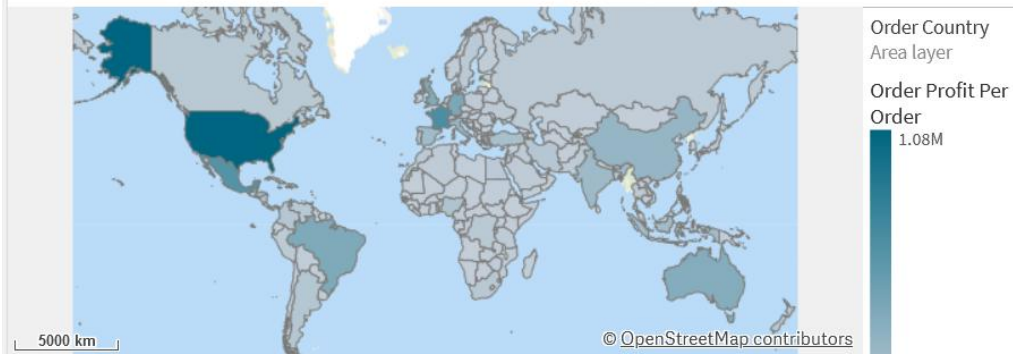 Order Country
Area layer
Order Profit Per
Order
1.08M
5000 km
© OpenStreetMap contributors